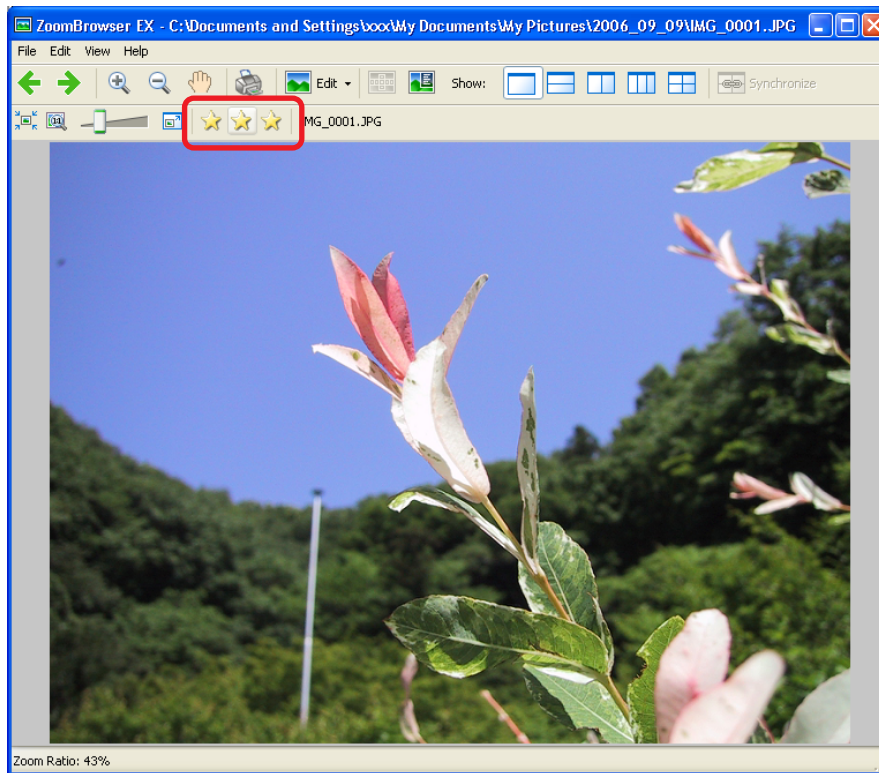 ZoomBrowser EX - C:\Documents and Settings\xxx\My Documents\My Pictures\2006_09_09\IMG_0001.JPG
File Edit View Help
Edit Show: Synchronize
MG_0001.JPG
Zoom Ratio: 43%